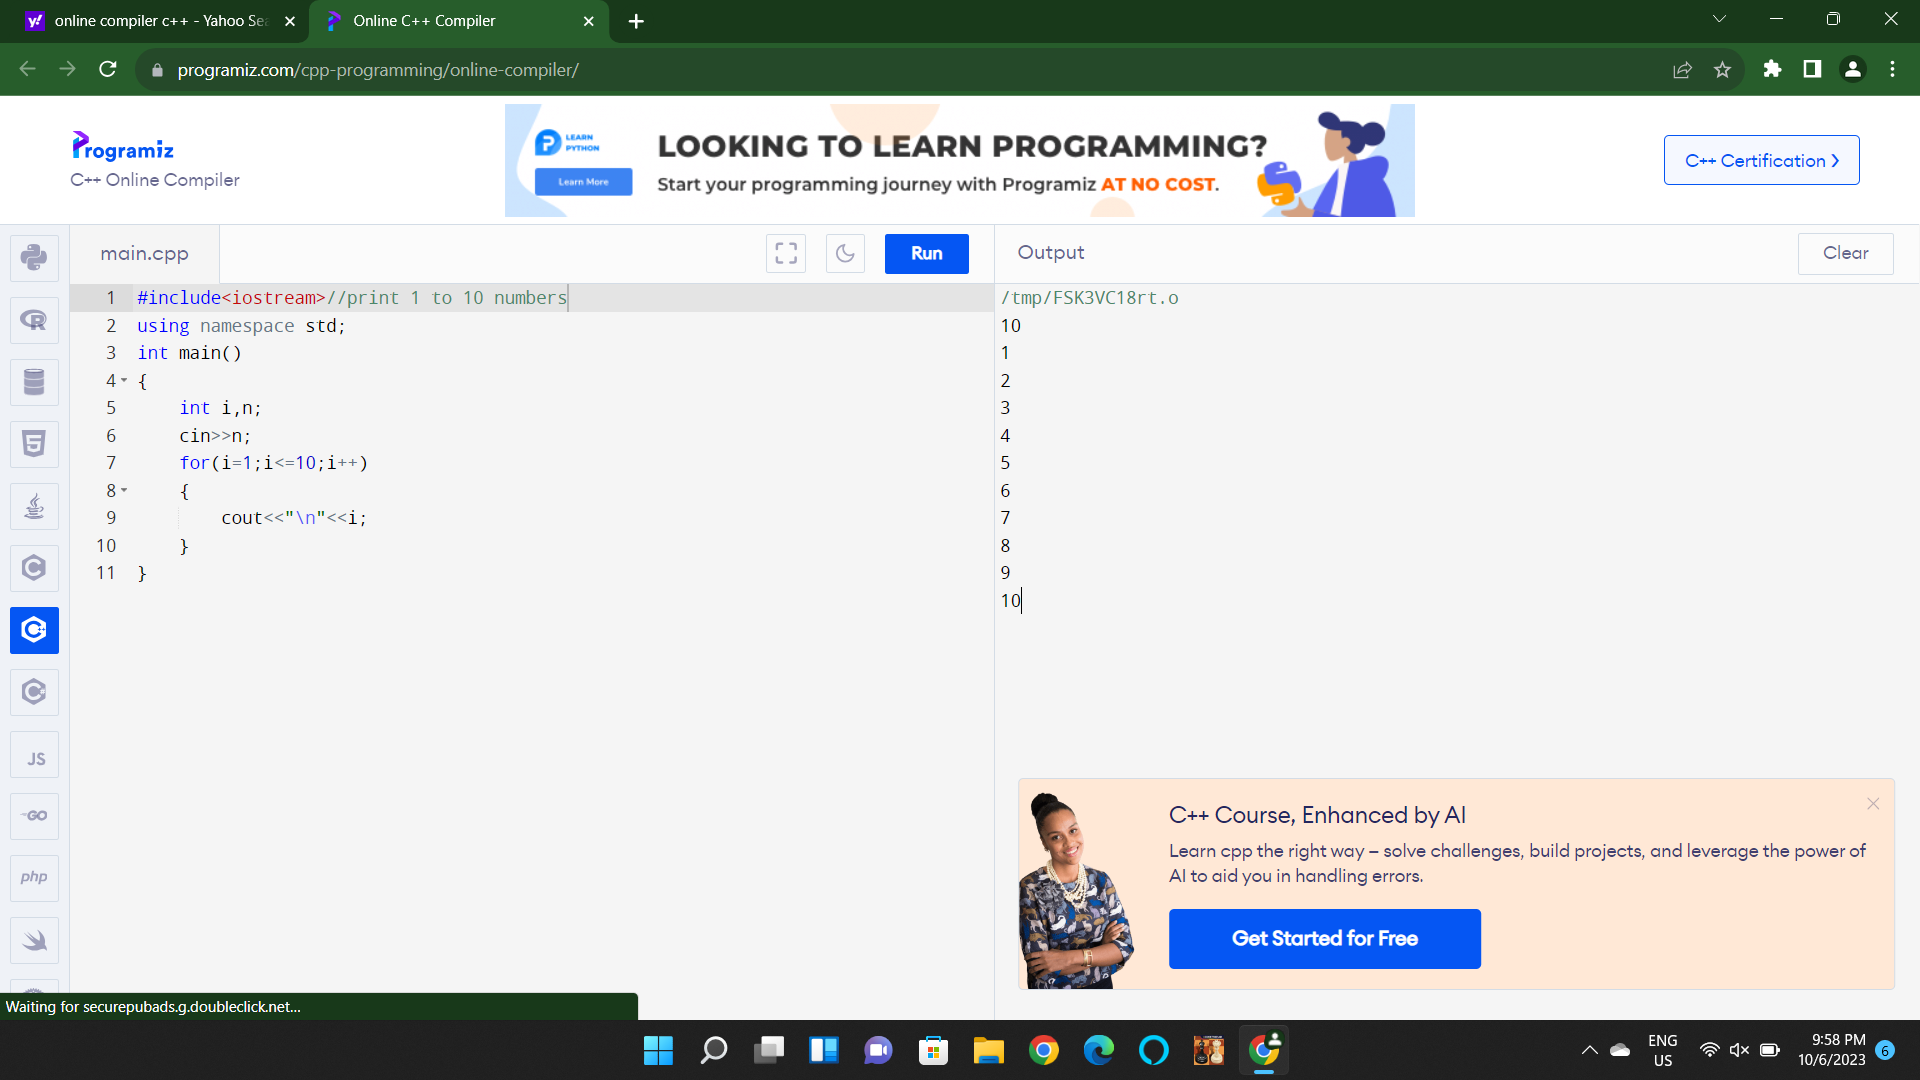 online compiler c++ - Yahoo Sea
Online C++ Compiler
programiz.com/cpp-programming/online-compiler/
Programiz
C++ Online Compiler
LEARN
PYTHON
Learn More
LOOKING TO LEARN PROGRAMMING?
Start your programming journey with Programiz AT NO COST.
C++ Certification
main.cpp
Run
Output
Clear
1 #include<iostream>//print 1 to 10 numbers
2 using namespace std;
3 int main()
4 {
5 int i,n;
6 cin>>n;
7 for(i=1;i<=10;i++)
8 {
9 cout<<"\n"<<i;
10 }
11 }
/tmp/FSK3VC18rt.o
10
1
2
3
4
5
6
7
8
9
10
JS
GO
php
C++ Course, Enhanced by AI
Learn cpp the right way – solve challenges, build projects, and leverage the power of
AI to aid you in handling errors.
Get Started for Free
Waiting for securepubads.g.doubleclick.net...
ENG
US
9:58 PM
10/6/2023
6